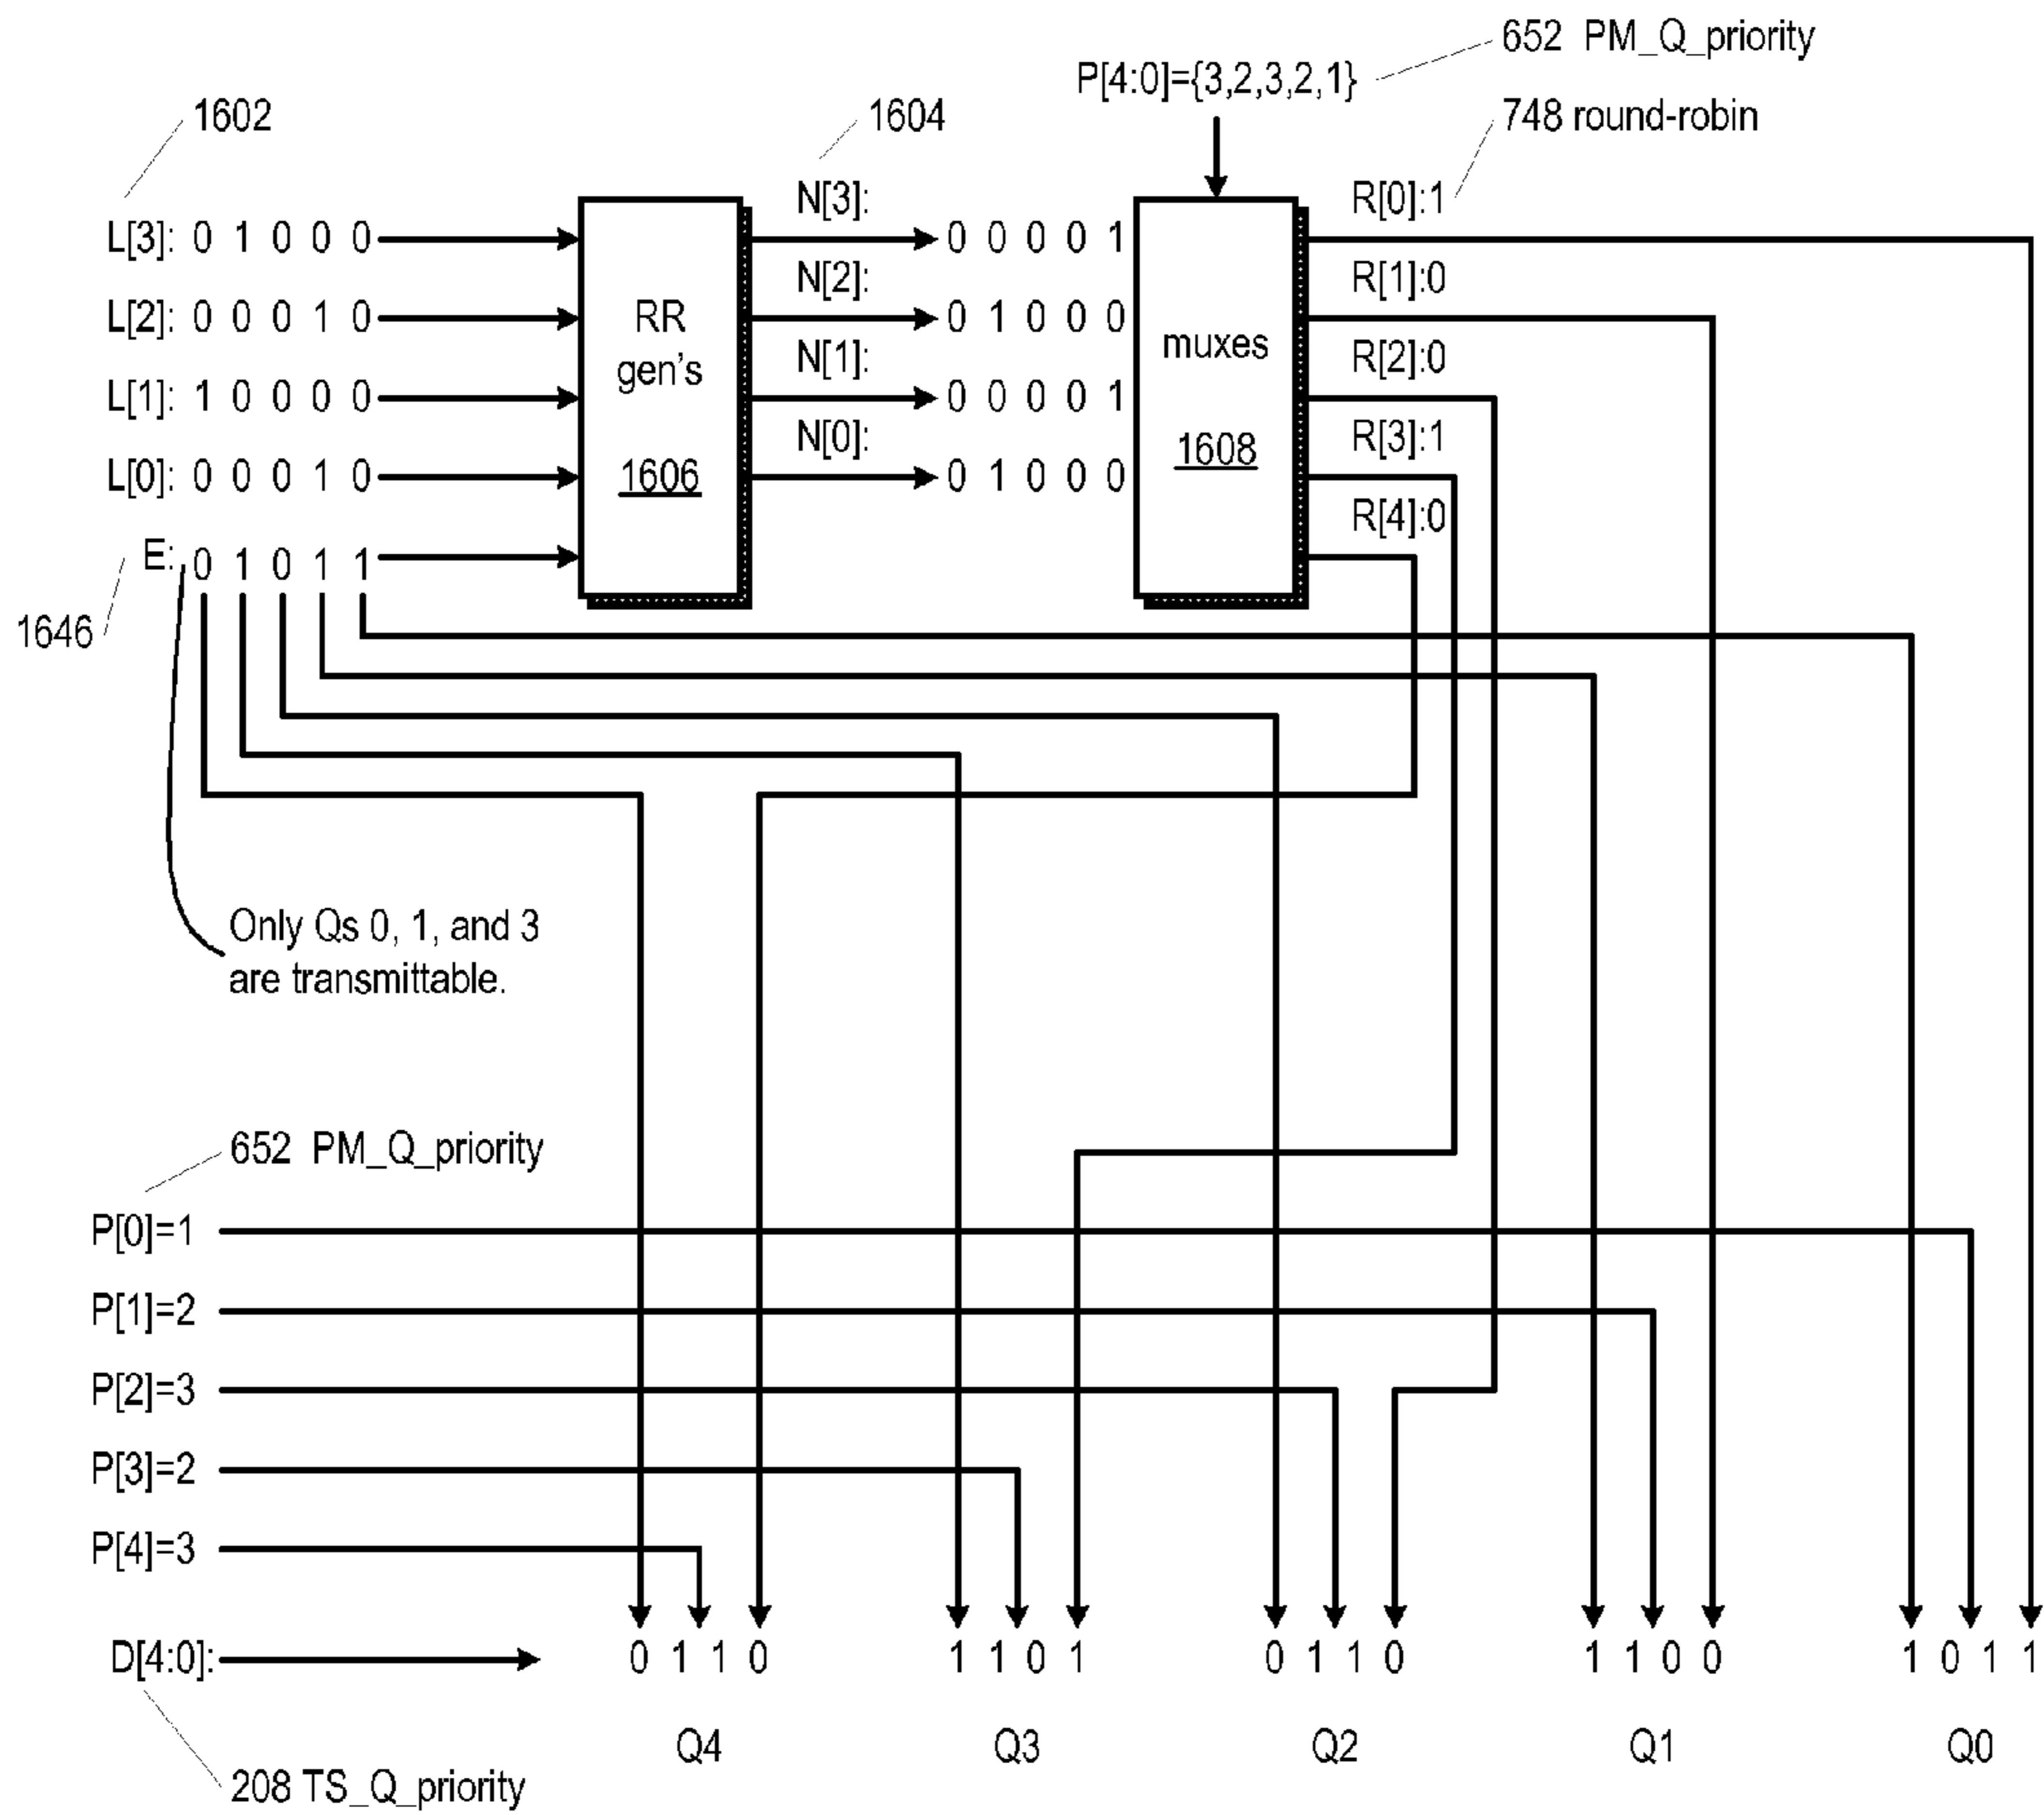 652 PM_Q_priority
P[4:0]={3,2,3,2,1}
1602
1604
748 round-robin
N[3]:
R[0]:1
L[3]: 0 1 0 0 0
0 0 0 0 1
N[2]:
R[1]:0
L[2]: 0 0 0 1 0
RR
gen's
1606
0 1 0 0 0
muxes
1608
N[1]:
R[2]:0
L[1]: 1 0 0 0 0
0 0 0 0 1
N[0]:
R[3]:1
L[0]: 0 0 0 1 0
0 1 0 0 0
R[4]:0
E: 0 1 0 1 1
1646
Only Qs 0, 1, and 3
are transmittable.
652 PM_Q_priority
P[0]=1
P[1]=2
P[2]=3
P[3]=2
P[4]=3
D[4:0]: 0 1 1 0 1 1 0 1 0 1 1 0 1 1 0 0 1 0 1 1
Q4 Q3 Q2 Q1 Q0
208 TS_Q_priority